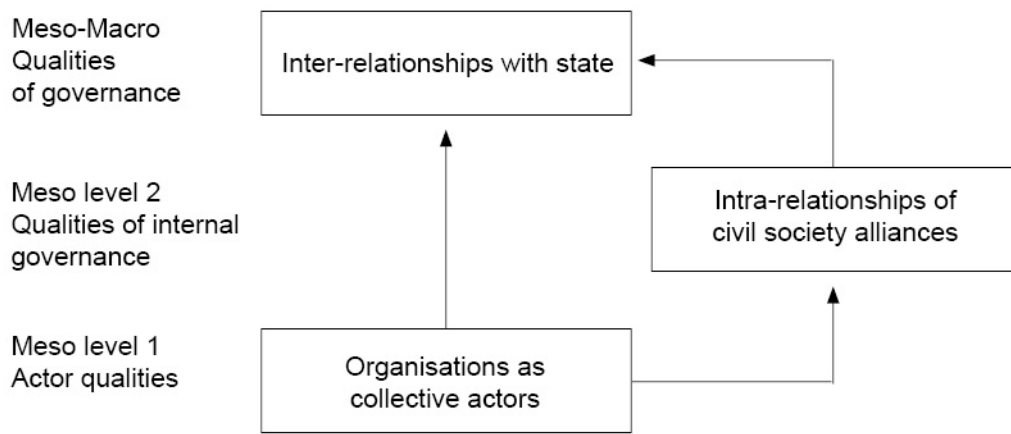 Meso-Macro
Qualities
of governance
Inter-relationships with state
Meso level 2
Qualities of internal
governance
Intra-relationships of
civil society alliances
Meso level 1
Actor qualities
Organisations as
collective actors